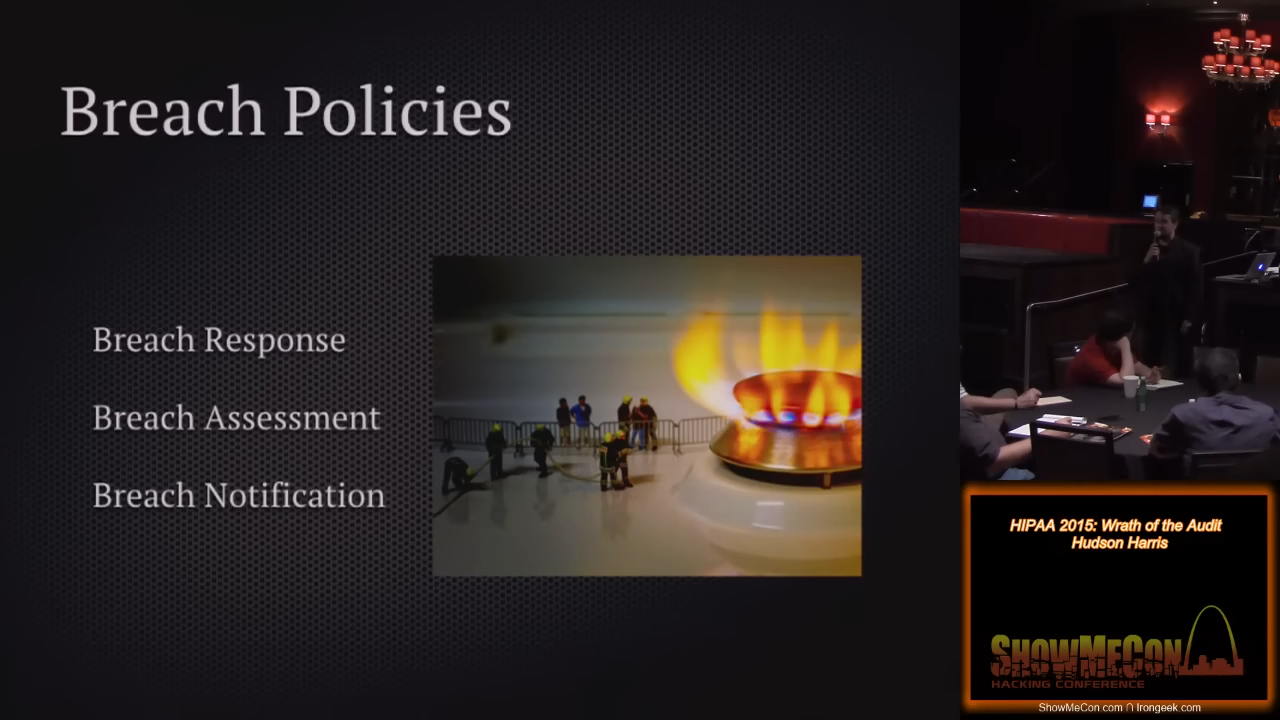 Breach Policies
Breach Response
Breach Assessment
Breach Notification
HIPAA 2015: Wrath of the Audit
Hudson Harris
SHOWMECON
HACKING CONFERENCE
ShowMeCon.com ∩ Irongeek.com